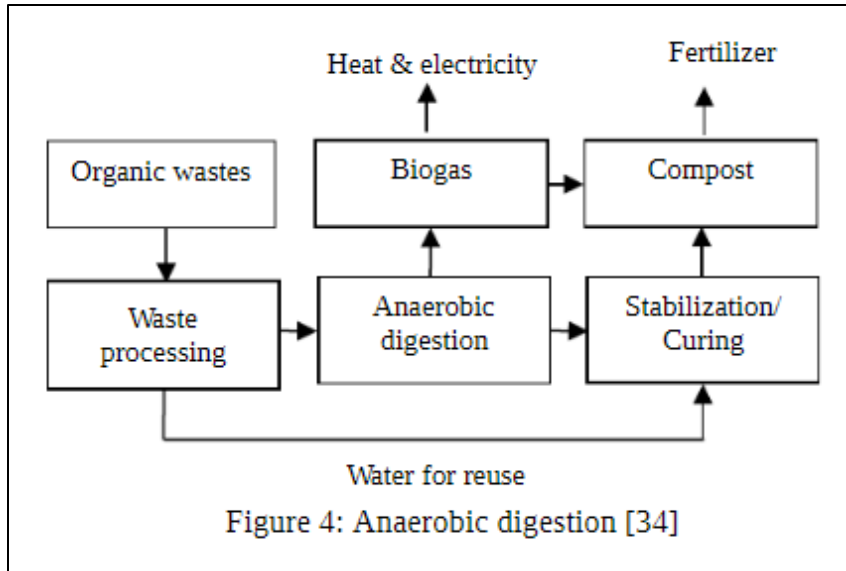 Heat & electricity
Fertilizer
Organic wastes
Biogas
Compost
Waste
processing
Anaerobic
digestion
Stabilization/
Curing
Water for reuse
Figure 4: Anaerobic digestion [34]